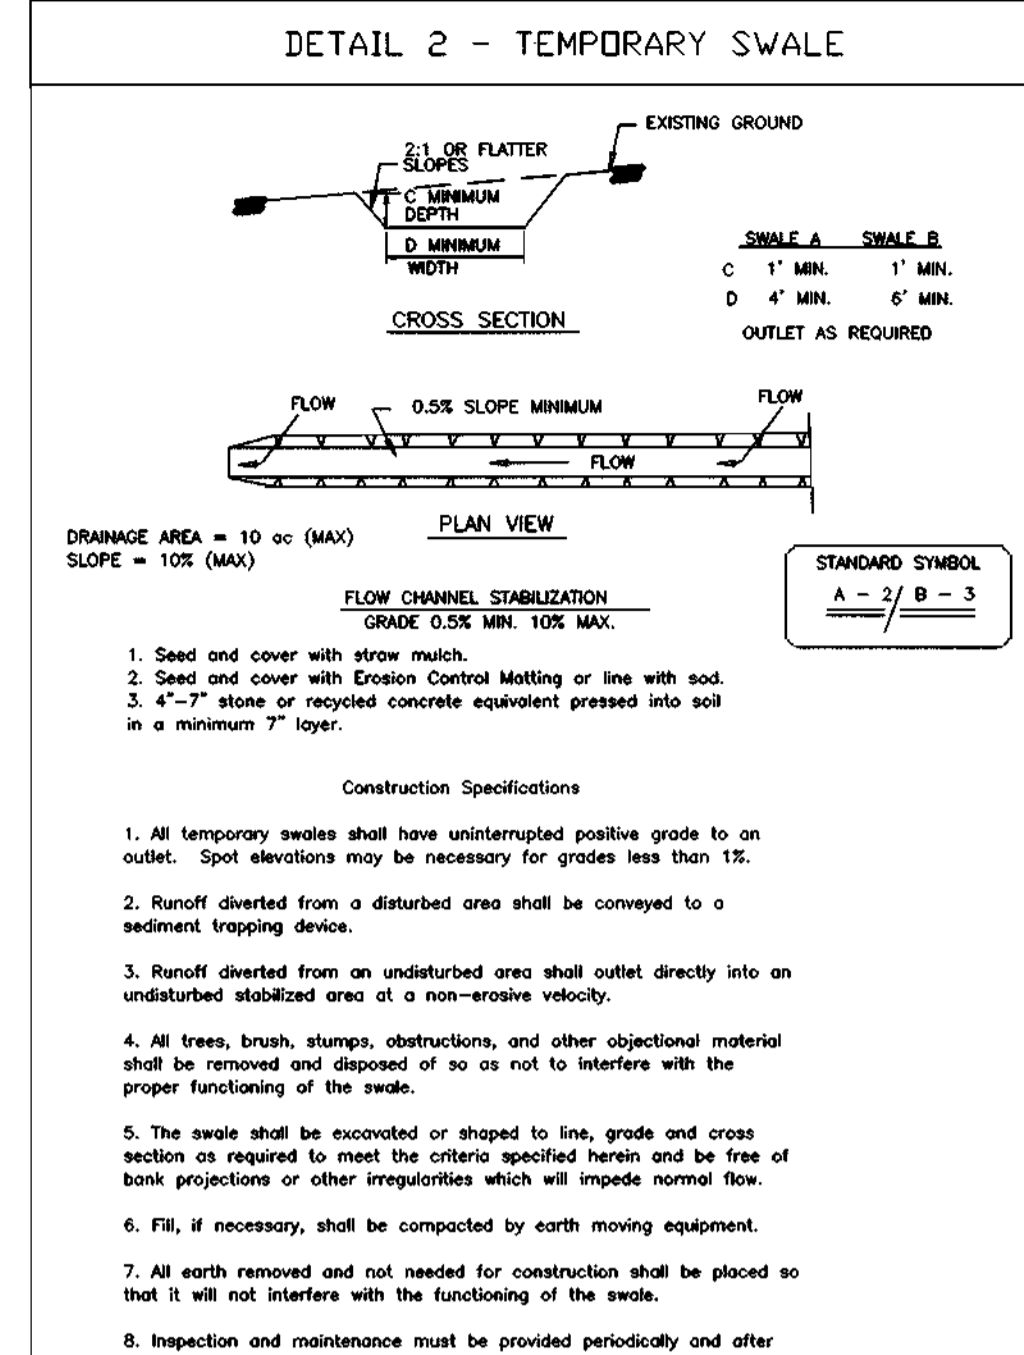 DETAIL 2 - TEMPORARY SWALE
EXISTING GROUND
2:1 OR FLATTER
SLOPES
C MINIMUM
DEPTH
D MINIMUM
WIDTH
CROSS SECTION
SWALE A SWALE B
C 1' MIN. 1' MIN.
D 4' MIN. 6' MIN.
OUTLET AS REQUIRED
FLOW
0.5% SLOPE MINIMUM
FLOW
FLOW
PLAN VIEW
DRAINAGE AREA = 10 ac (MAX)
SLOPE = 10% (MAX)
STANDARD SYMBOL
A - 2/ B - 3
FLOW CHANNEL STABILIZATION
GRADE 0.5% MIN. 10% MAX.
1. Seed and cover with straw mulch.
2. Seed and cover with Erosion Control Matting or line with sod.
3. 4"-7" stone or recycled concrete equivalent pressed into soil
in a minimum 7" layer.
Construction Specifications
1. All temporary swales shall have uninterrupted positive grade to an
outlet. Spot elevations may be necessary for grades less than 1%.
2. Runoff diverted from a disturbed area shall be conveyed to a
sediment trapping device.
3. Runoff diverted from an undisturbed area shall outlet directly into an
undisturbed stabilized area at a non-erosive velocity.
4. All trees, brush, stumps, obstructions, and other objectional material
shall be removed and disposed of so as not to interfere with the
proper functioning of the swale.
5. The swale shall be excavated or shaped to line, grade and cross
section as required to meet the criteria specified herein and be free of
bank projections or other irregularities which will impede normal flow.
6. Fill, if necessary, shall be compacted by earth moving equipment.
7. All earth removed and not needed for construction shall be placed so
that it will not interfere with the functioning of the swale.
8. Inspection and maintenance must be provided periodically and after